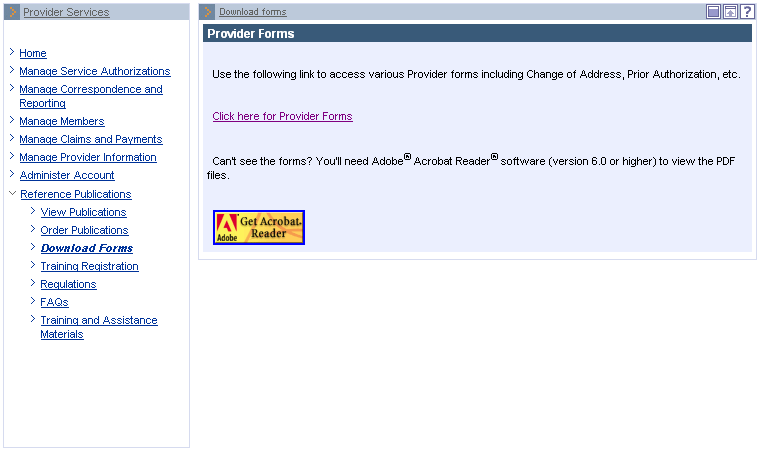 Provider Services
Home
Manage Service Authorizations
Manage Correspondence and
Reporting
Manage Members
Manage Claims and Payments
Manage Provider Information
Administer Account
Reference Publications
View Publications
Order Publications
Download Forms
Training Registration
Regulations
FAQs
Training and Assistance
Materials
Download forms
?
Provider Forms
Use the following link to access various Provider forms including Change of Address, Prior Authorization, etc.
Click here for Provider Forms
Can't see the forms? You'll need Adobe® Acrobat Reader® software (version 6.0 or higher) to view the PDF
files.
Get Acrobat
Reader
Adobe